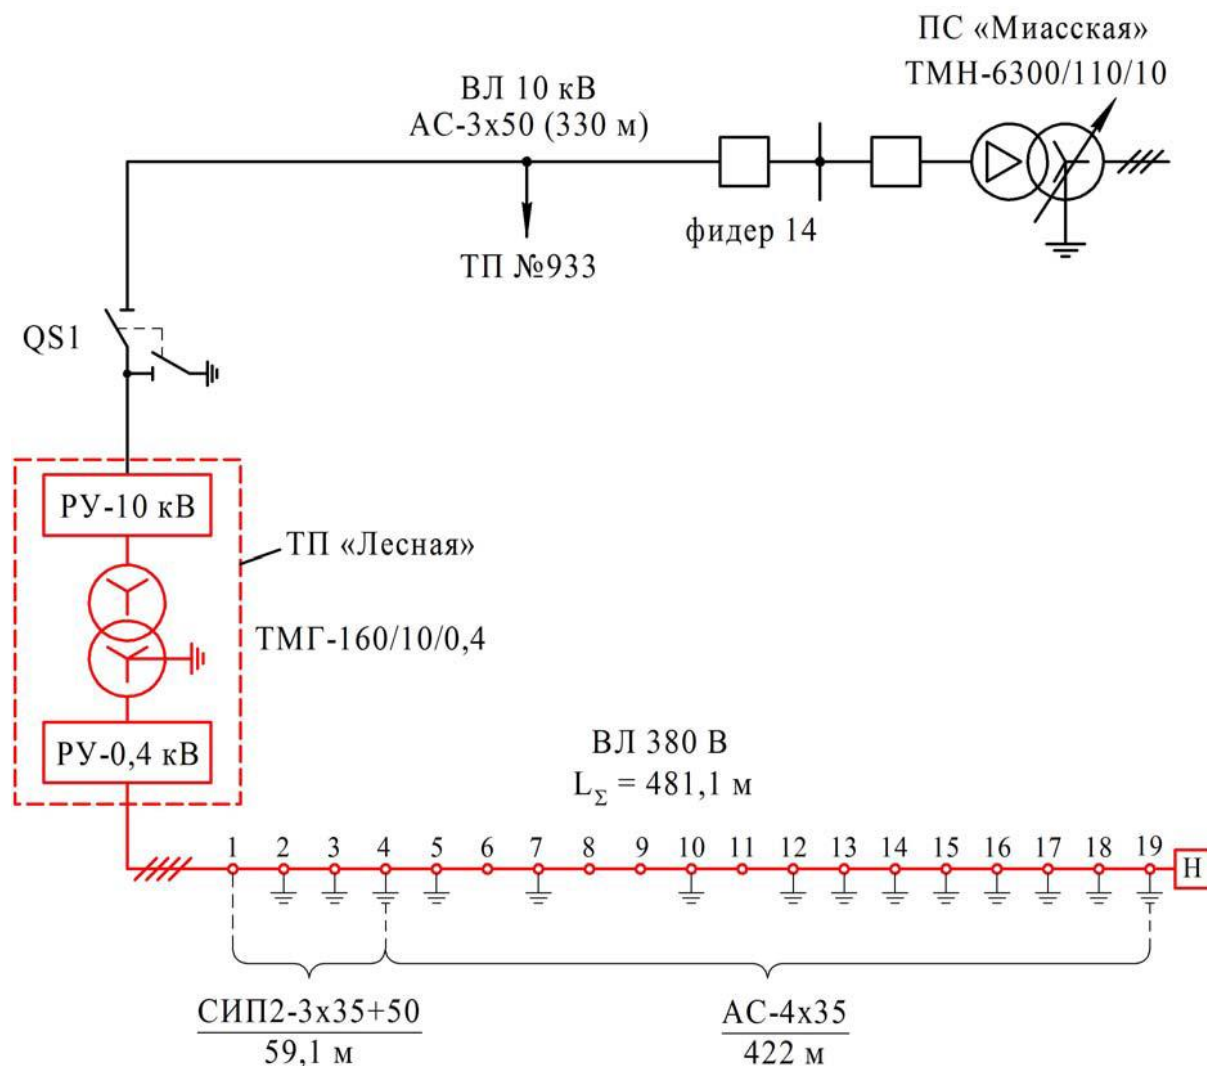 ПС «Миасская»
ТМН-6300/110/10
ВЛ 10 кВ
АС-3х50 (330 м)
фидер 14
ТП №933
QS1
РУ-10 кВ
ТП «Лесная»
ТМГ-160/10/0,4
РУ-0,4 кВ
ВЛ 380 В
LΣ = 481,1 м
1 2 3 4 5 6 7 8 9 10 11 12 13 14 15 16 17 18 19
Н
СИП2-3х35+50
59,1 м
АС-4х35
422 м